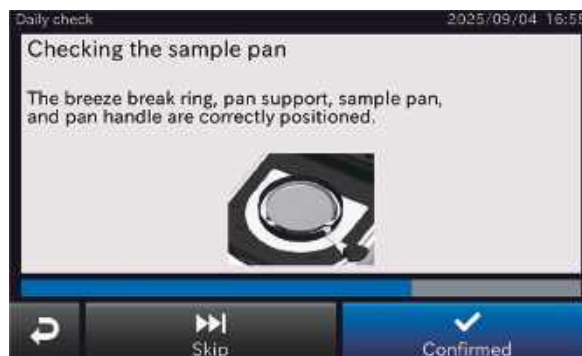 Daily check
2025/09/04 16:55
Checking the sample pan
The breeze break ring, pan support, sample pan,
and pan handle are correctly positioned.
Skip
Confirmed